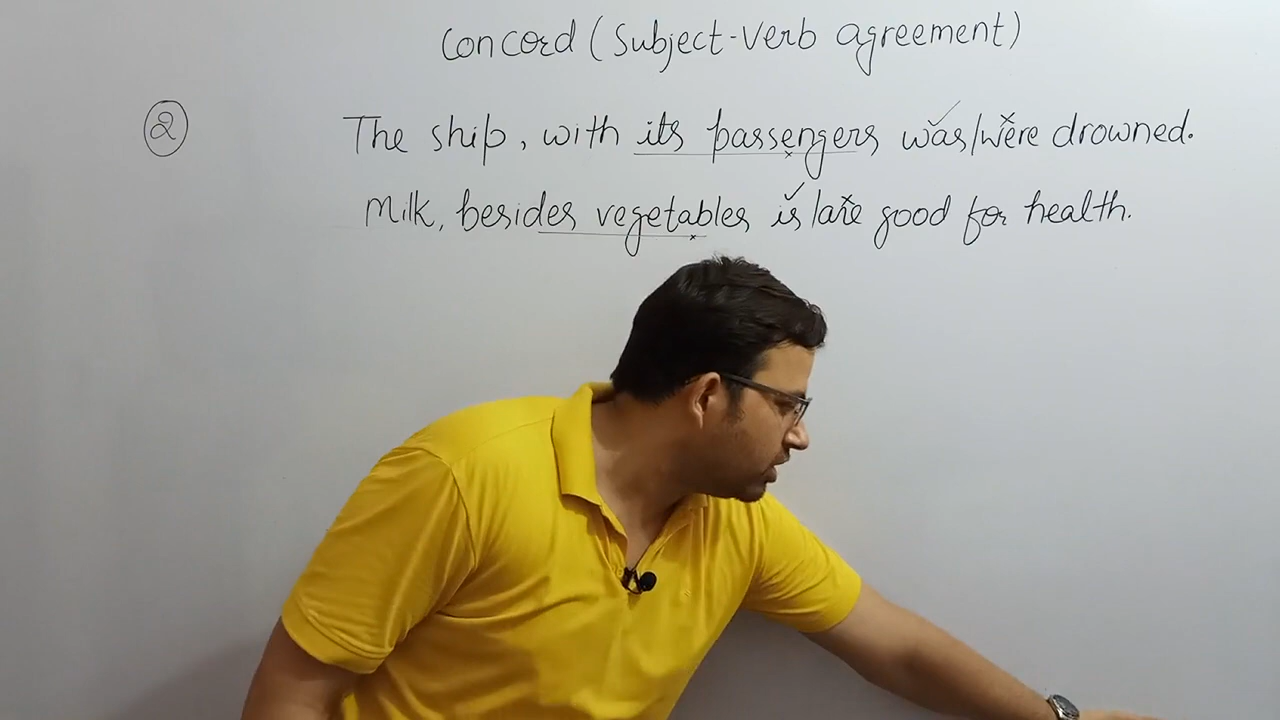 Concord (Subject-Verb agreement)
2 The ship, with its passengers was/were drowned.
Milk, besides vegetables is/are good for health.